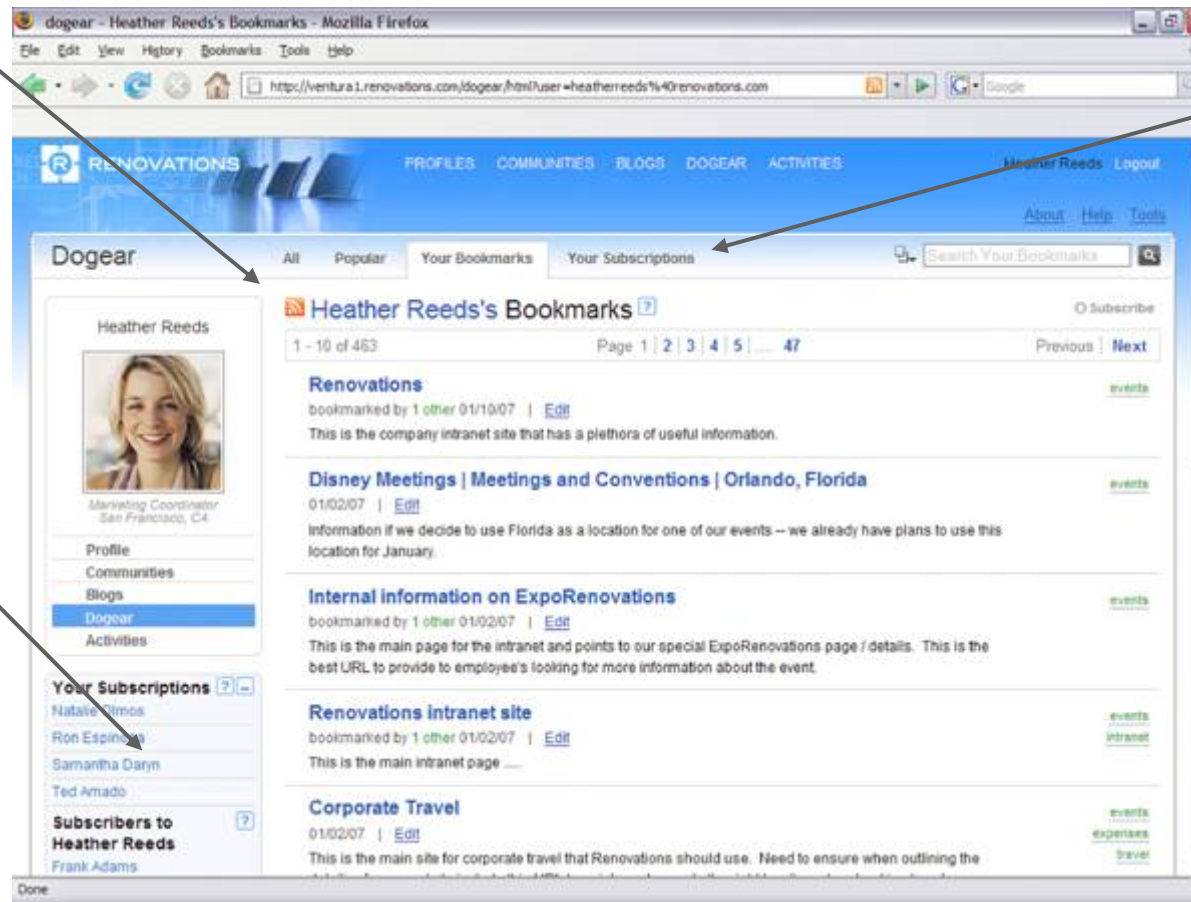 dogear - Heather Reeds's Bookmarks - Mozilla Firefox
File Edit View History Bookmarks Tools Help
http://ventura1.renovations.com/dogear/html?user=heatherreeds%40renovations.com
Google
R RENOVATIONS
PROFILES COMMUNITIES BLOGS DOGEAR ACTIVITIES
Heather Reeds Logout
About Help Tools
Dogear
All Popular Your Bookmarks Your Subscriptions
Search Your Bookmarks
Heather Reeds
Marketing Coordinator
San Francisco, CA
Profile
Communities
Blogs
Dogear
Activities
Your Subscriptions ? –
Natalie Olmos
Ron Espinosa
Samantha Daryn
Ted Amado
Subscribers to ?
Heather Reeds
Frank Adams
Heather Reeds's Bookmarks ?
Subscribe
1 - 10 of 463 Page 1 | 2 | 3 | 4 | 5 | .... 47 Previous | Next
Renovations
events
bookmarked by 1 other 01/10/07 | Edit
This is the company intranet site that has a plethora of useful information.
Disney Meetings | Meetings and Conventions | Orlando, Florida
events
01/02/07 | Edit
Information if we decide to use Florida as a location for one of our events -- we already have plans to use this
location for January.
Internal information on ExpoRenovations
events
bookmarked by 1 other 01/02/07 | Edit
This is the main page for the intranet and points to our special ExpoRenovations page / details. This is the
best URL to provide to employee's looking for more information about the event.
Renovations intranet site
events
bookmarked by 1 other 01/02/07 | Edit
intranet
This is the main intranet page .....
Corporate Travel
events
01/02/07 | Edit
expenses
This is the main site for corporate travel that Renovations should use. Need to ensure when outlining the
travel
Done